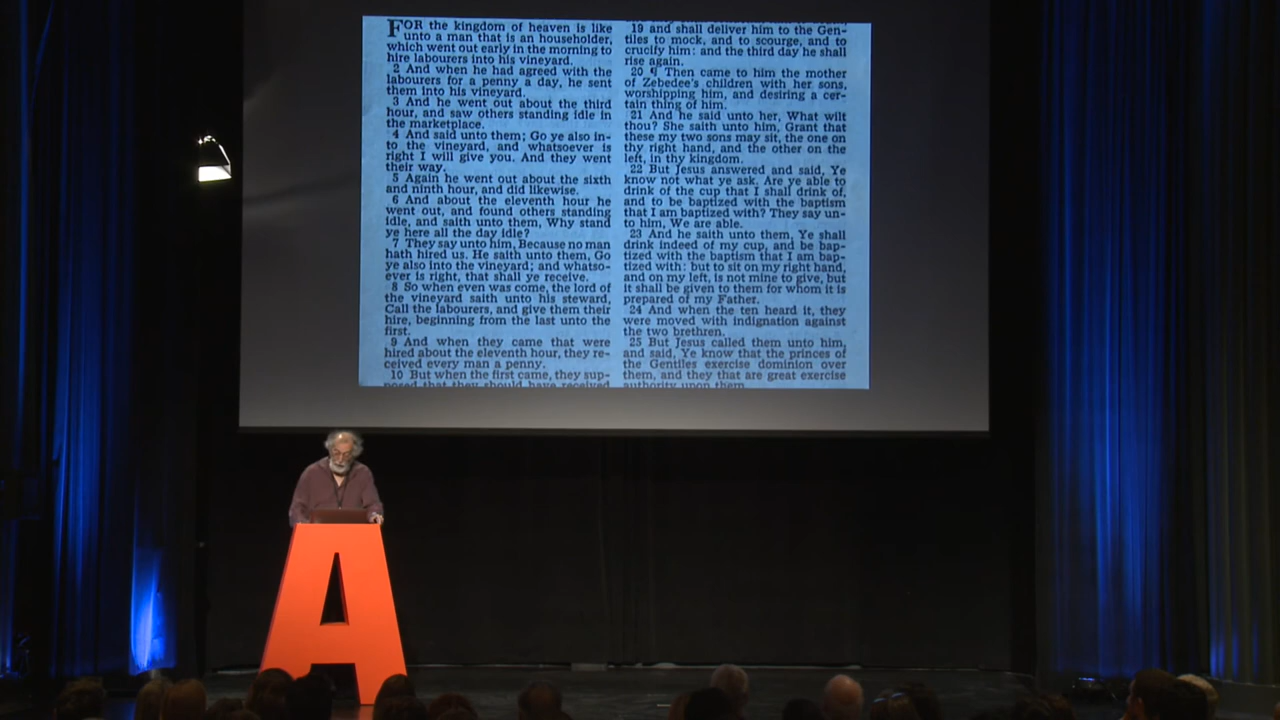 FOR the kingdom of heaven is like
unto a man that is an householder,
which went out early in the morning to
hire labourers into his vineyard.
2 And when he had agreed with the
labourers for a penny a day, he sent
them into his vineyard.
3 And he went out about the third
hour, and saw others standing idle in
the marketplace.
4 And said unto them; Go ye also in-
to the vineyard, and whatsoever is
right I will give you. And they went
their way.
5 Again he went out about the sixth
and ninth hour, and did likewise.
6 And about the eleventh hour he
went out, and found others standing
idle, and saith unto them, Why stand
ye here all the day idle?
7 They say unto him, Because no man
hath hired us. He saith unto them, Go
ye also into the vineyard; and whatso-
ever is right, that shall ye receive.
8 So when even was come, the lord of
the vineyard saith unto his steward,
Call the labourers, and give them their
hire, beginning from the last unto the
first.
9 And when they came that were
hired about the eleventh hour, they re-
ceived every man a penny.
10 But when the first came, they sup-
posed that they should have received
19 and shall deliver him to the Gen-
tiles to mock, and to scourge, and to
crucify him: and the third day he shall
rise again.
20 ¶ Then came to him the mother
of Zebedee's children with her sons,
worshipping him, and desiring a cer-
tain thing of him.
21 And he said unto her, What wilt
thou? She saith unto him, Grant that
these my two sons may sit, the one on
thy right hand, and the other on the
left, in thy kingdom.
22 But Jesus answered and said, Ye
know not what ye ask. Are ye able to
drink of the cup that I shall drink of,
and to be baptized with the baptism
that I am baptized with? They say un-
to him, We are able.
23 And he saith unto them, Ye shall
drink indeed of my cup, and be bap-
tized with the baptism that I am bap-
tized with: but to sit on my right hand,
and on my left, is not mine to give, but
it shall be given to them for whom it is
prepared of my Father.
24 And when the ten heard it, they
were moved with indignation against
the two brethren.
25 But Jesus called them unto him,
and said, Ye know that the princes of
the Gentiles exercise dominion over
them, and they that are great exercise
authority upon them.
A